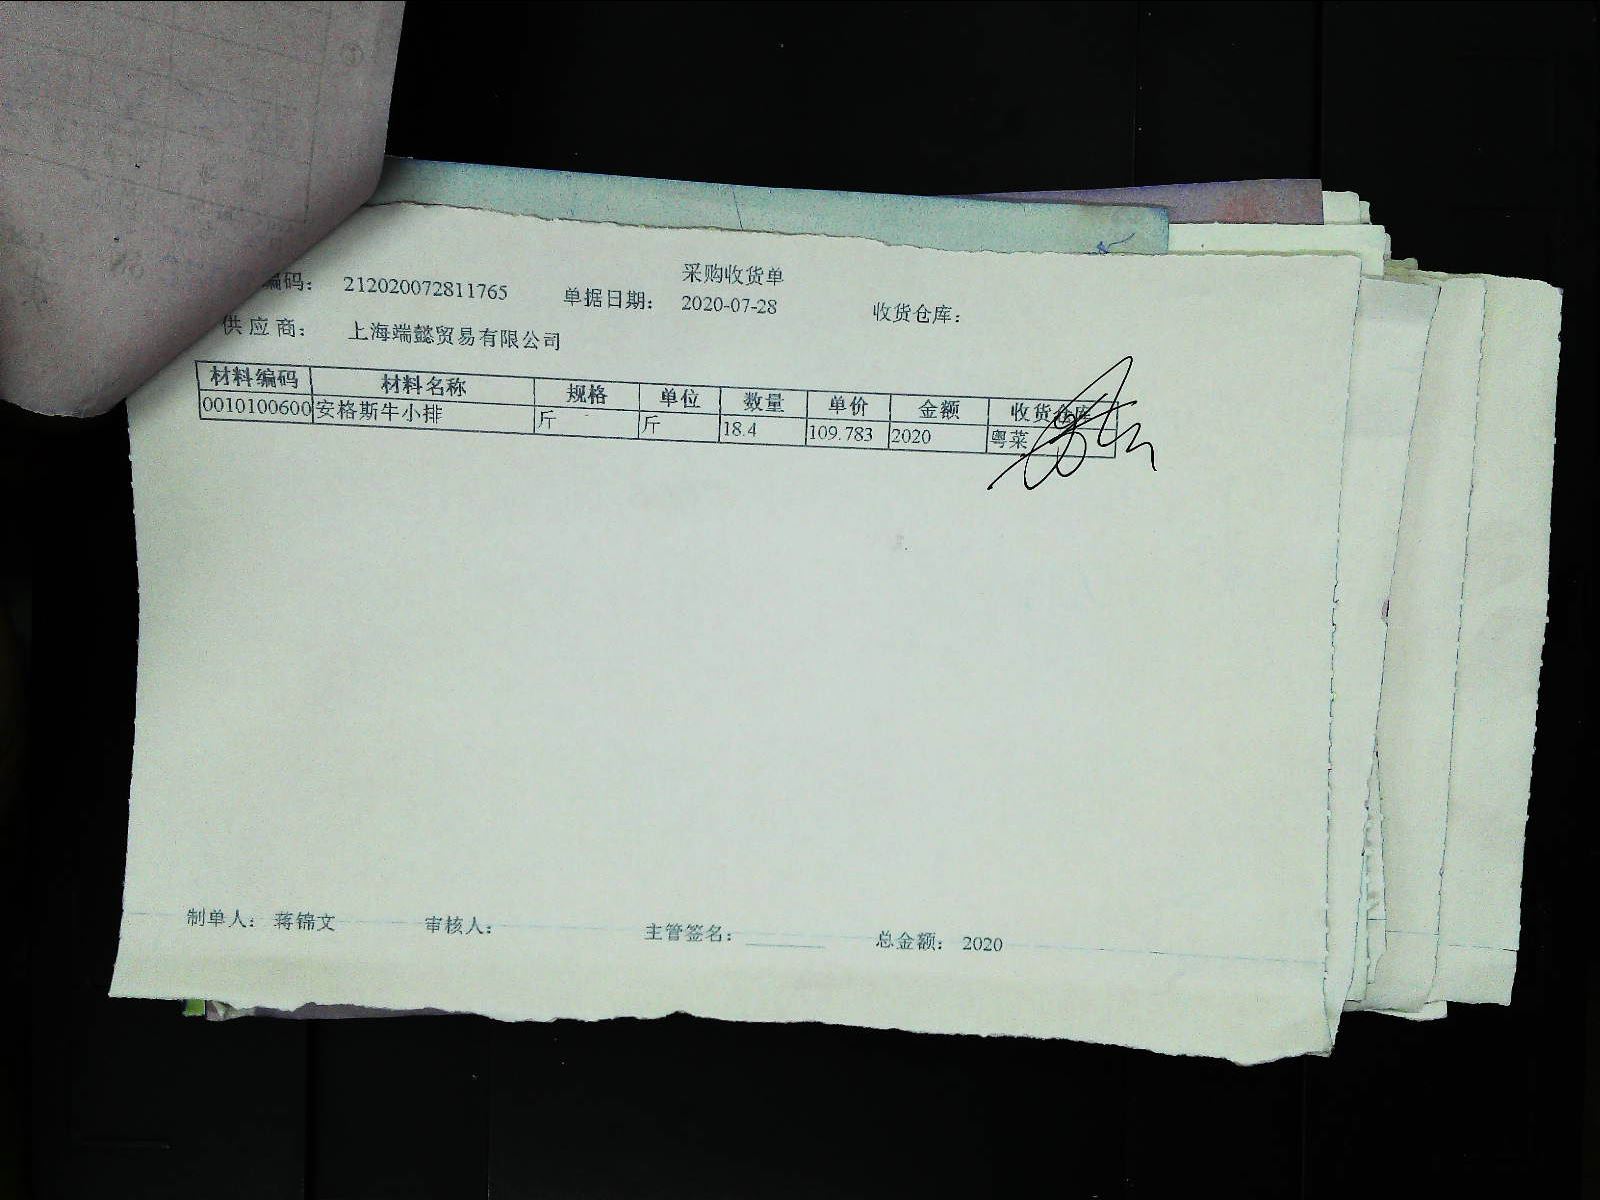 采购收货单
编码： 212020072811765 单据日期： 2020-07-28 收货仓库：
供应商： 上海端懿贸易有限公司
材料编码 材料名称 规格 单位 数量 单价 金额 收货仓库
0010100600 安格斯牛小排 斤 斤 18.4 109.783 2020 粤菜
制单人： 蒋锦文 审核人： 主管签名： 总金额： 2020